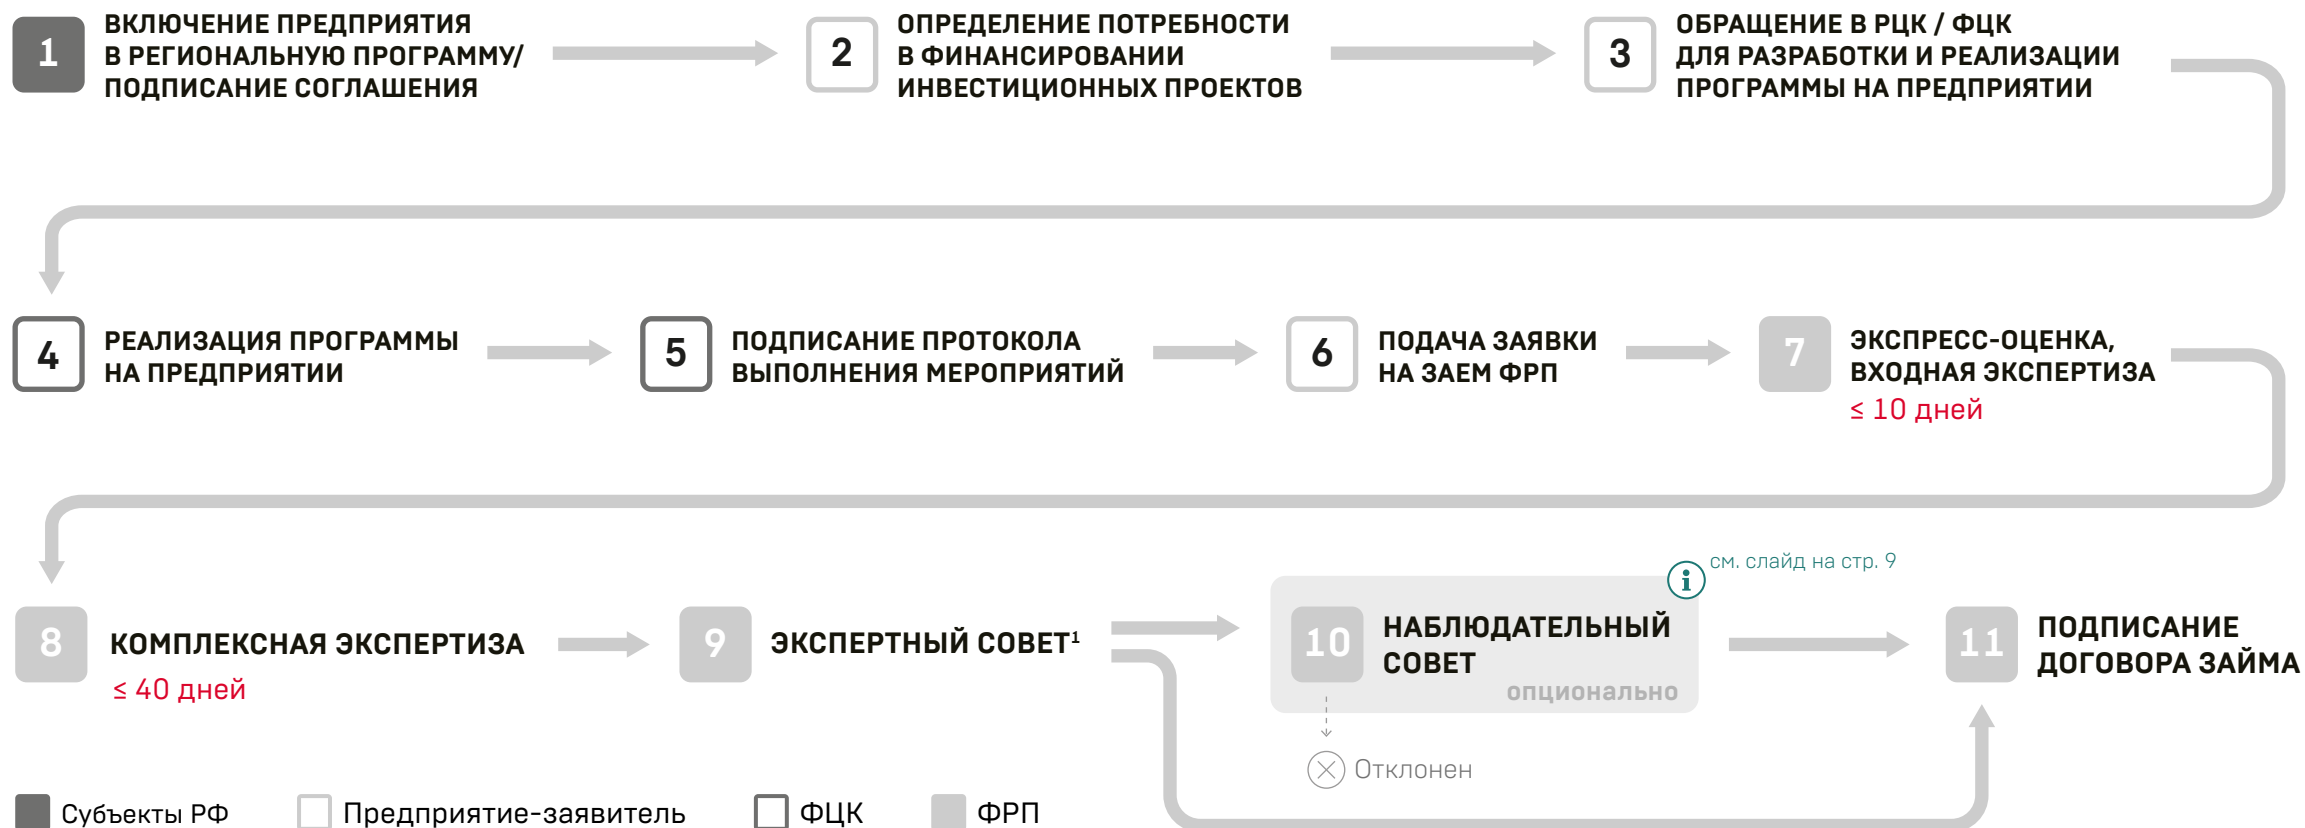 1
ВКЛЮЧЕНИЕ ПРЕДПРИЯТИЯ
В РЕГИОНАЛЬНУЮ ПРОГРАММУ/
ПОДПИСАНИЕ СОГЛАШЕНИЯ
2
ОПРЕДЕЛЕНИЕ ПОТРЕБНОСТИ
В ФИНАНСИРОВАНИИ
ИНВЕСТИЦИОННЫХ ПРОЕКТОВ
3
ОБРАЩЕНИЕ В РЦК / ФЦК
ДЛЯ РАЗРАБОТКИ И РЕАЛИЗАЦИИ
ПРОГРАММЫ НА ПРЕДПРИЯТИИ
4
РЕАЛИЗАЦИЯ ПРОГРАММЫ
НА ПРЕДПРИЯТИИ
5
ПОДПИСАНИЕ ПРОТОКОЛА
ВЫПОЛНЕНИЯ МЕРОПРИЯТИЙ
6
ПОДАЧА ЗАЯВКИ
НА ЗАЕМ ФРП
7
ЭКСПРЕСС-ОЦЕНКА,
ВХОДНАЯ ЭКСПЕРТИЗА
≤ 10 дней
8
КОМПЛЕКСНАЯ ЭКСПЕРТИЗА
≤ 40 дней
9
ЭКСПЕРТНЫЙ СОВЕТ¹
см. слайд на стр. 9
i
10
НАБЛЮДАТЕЛЬНЫЙ
СОВЕТ
опционально
Отклонен
11
ПОДПИСАНИЕ
ДОГОВОРА ЗАЙМА
Субъекты РФ
Предприятие-заявитель
ФЦК
ФРП